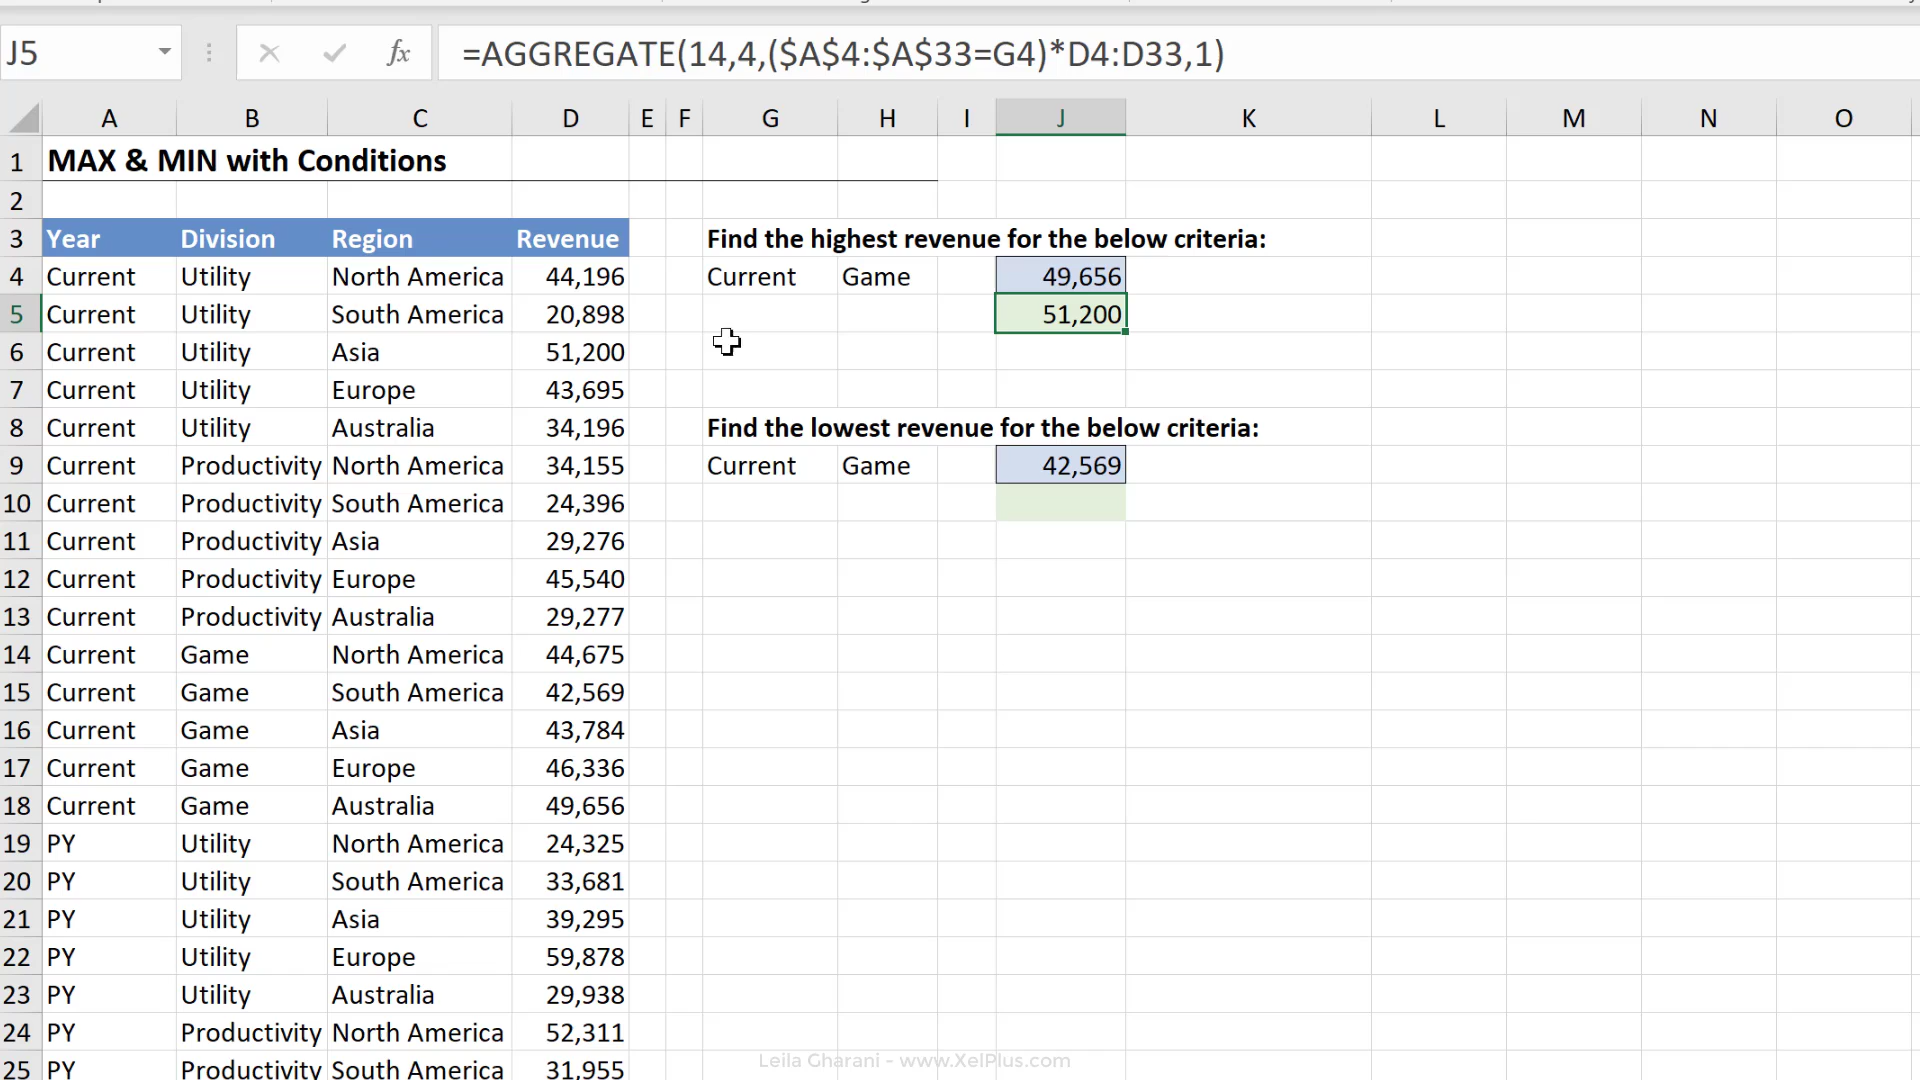 J5 fx =AGGREGATE(14,4,($A$4:$A$33=G4)*D4:D33,1)
A B C D E F G H I J K L M N O
1 MAX & MIN with Conditions
2
3 Year Division Region Revenue Find the highest revenue for the below criteria:
4 Current Utility North America 44,196 Current Game 49,656
5 Current Utility South America 20,898 51,200
6 Current Utility Asia 51,200
7 Current Utility Europe 43,695
8 Current Utility Australia 34,196 Find the lowest revenue for the below criteria:
9 Current Productivity North America 34,155 Current Game 42,569
10 Current Productivity South America 24,396
11 Current Productivity Asia 29,276
12 Current Productivity Europe 45,540
13 Current Productivity Australia 29,277
14 Current Game North America 44,675
15 Current Game South America 42,569
16 Current Game Asia 43,784
17 Current Game Europe 46,336
18 Current Game Australia 49,656
19 PY Utility North America 24,325
20 PY Utility South America 33,681
21 PY Utility Asia 39,295
22 PY Utility Europe 59,878
23 PY Utility Australia 29,938
24 PY Productivity North America 52,311
25 PY Productivity South America 31,955
Leila Gharani - www.XelPlus.com